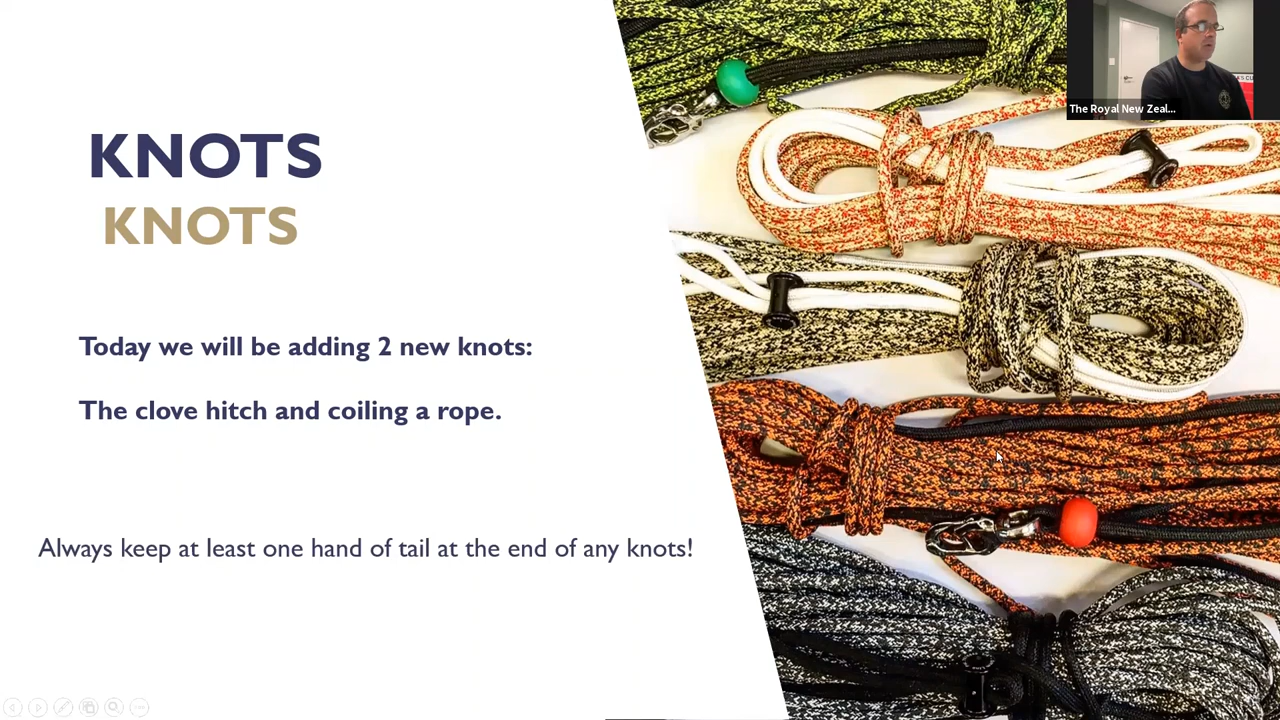 KNOTS
KNOTS
Today we will be adding 2 new knots:
The clove hitch and coiling a rope.
Always keep at least one hand of tail at the end of any knots!
The Royal New Zeal...